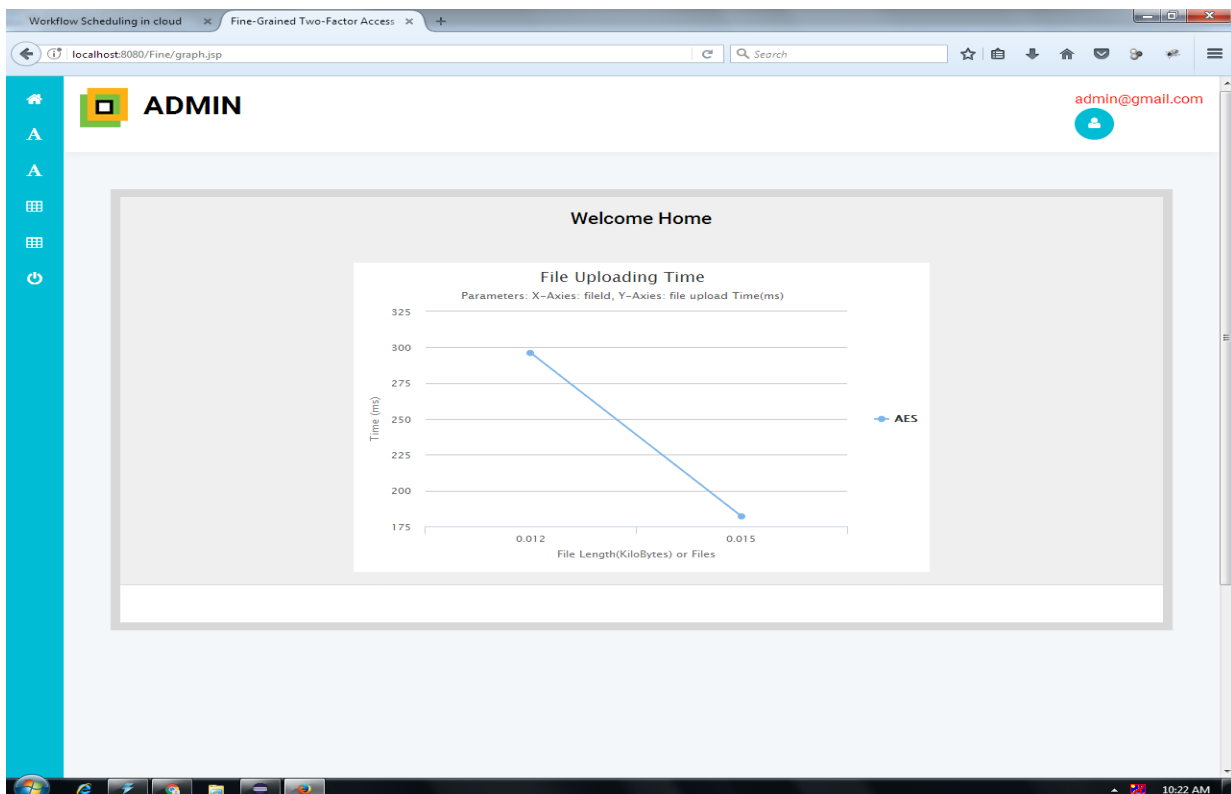 Workflow Scheduling in cloud
Fine-Grained Two-Factor Access
localhost:8080/Fine/graph.jsp
Search
ADMIN
admin@gmail.com
A
A
Welcome Home
File Uploading Time
Parameters: X-Axies: fileId, Y-Axies: file upload Time(ms)
325
300
275
250
225
200
175
Time (ms)
AES
0.012
0.015
File Length(KiloBytes) or Files
10:22 AM